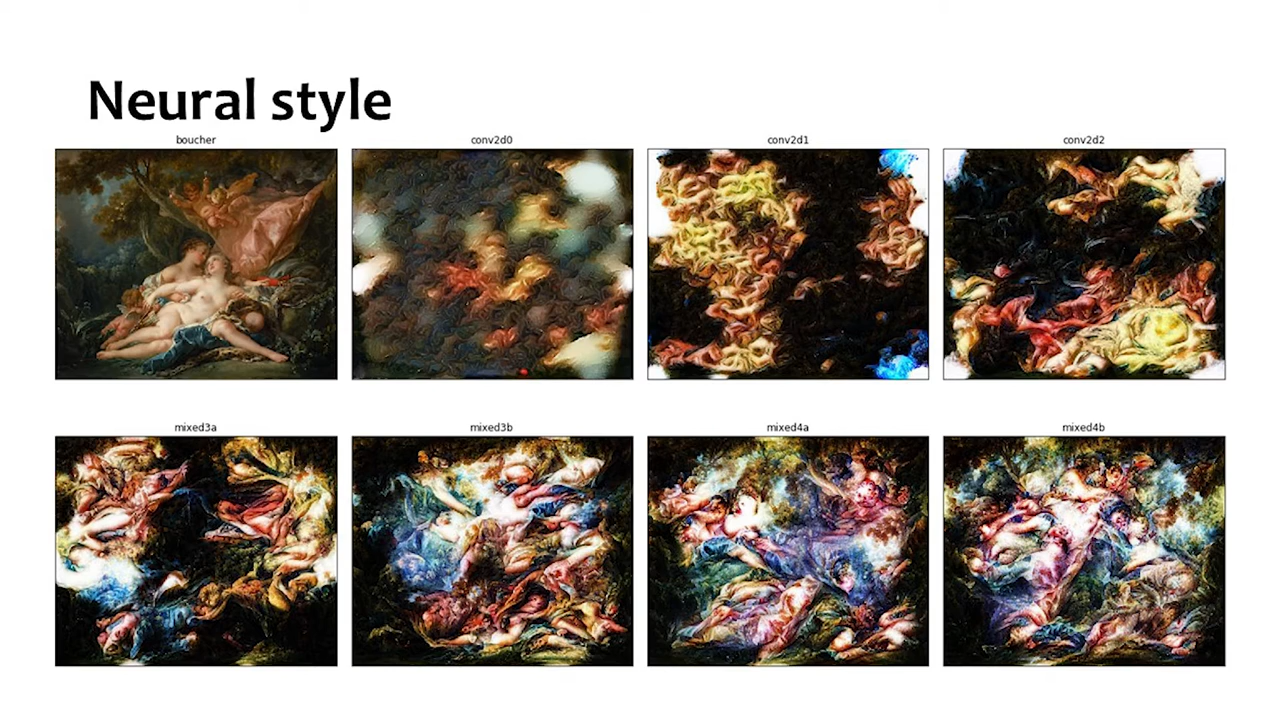 Neural style
boucher
conv2d0
conv2d1
conv2d2
mixed3a
mixed3b
mixed4a
mixed4b